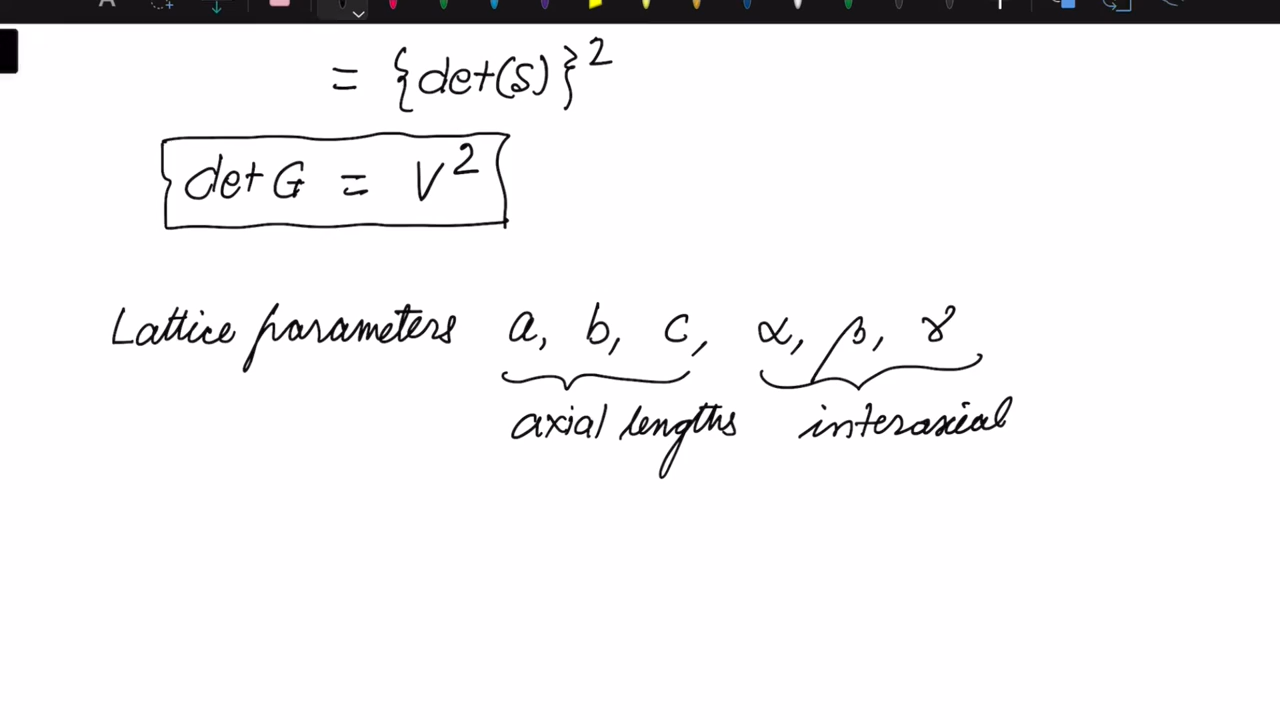 = {det(S)}²
det G = V²
Lattice parameters a, b, c, α, β, γ
axial lengths interaxial